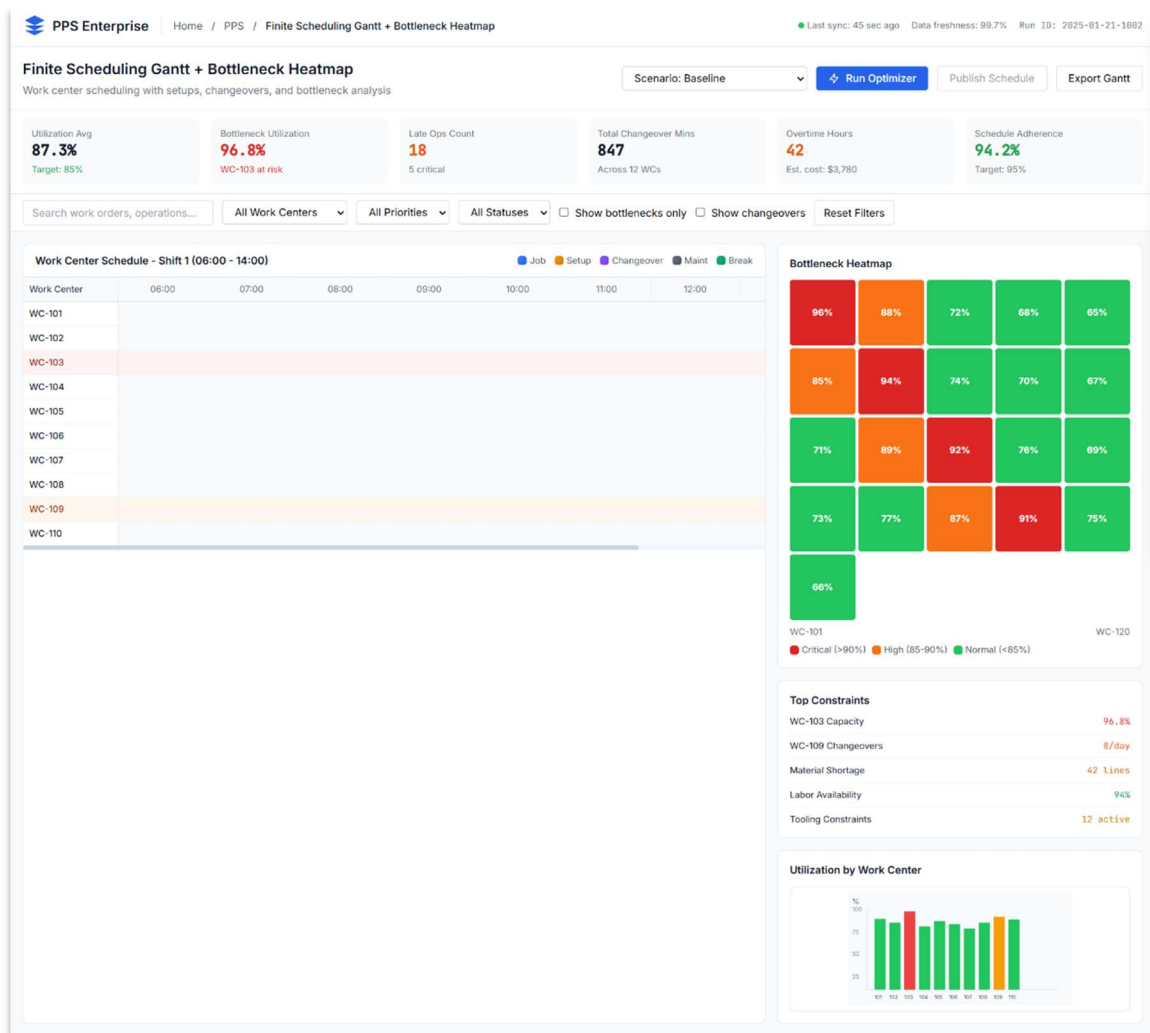 PPS Enterprise Home / PPS / Finite Scheduling Gantt + Bottleneck Heatmap
Last sync: 45 sec ago Data freshness: 99.7% Run ID: 2025-01-21-1002
Finite Scheduling Gantt + Bottleneck Heatmap
Work center scheduling with setups, changeovers, and bottleneck analysis
Scenario: Baseline Run Optimizer Publish Schedule Export Gantt
Utilization Avg
87.3%
Target: 85%
Bottleneck Utilization
96.8%
WC-103 at risk
Late Ops Count
18
5 critical
Total Changeover Mins
847
Across 12 WCs
Overtime Hours
42
Est. cost: $3,780
Schedule Adherence
94.2%
Target: 95%
Search work orders, operations... All Work Centers All Priorities All Statuses Show bottlenecks only Show changeovers Reset Filters
Work Center Schedule - Shift 1 (06:00 - 14:00)
Job Setup Changeover Maint Break
Work Center 06:00 07:00 08:00 09:00 10:00 11:00 12:00
WC-101
WC-102
WC-103
WC-104
WC-105
WC-106
WC-107
WC-108
WC-109
WC-110
Bottleneck Heatmap
96% 88% 72% 68% 65%
85% 94% 74% 70% 67%
71% 89% 92% 76% 69%
73% 77% 87% 91% 75%
66%
WC-101 WC-120
Critical (>90%) High (85-90%) Normal (<85%)
Top Constraints
WC-103 Capacity 96.8%
WC-109 Changeovers 8/day
Material Shortage 42 lines
Labor Availability 94%
Tooling Constraints 12 active
Utilization by Work Center
%
100
75
50
25
101 102 103 104 105 106 107 108 109 110